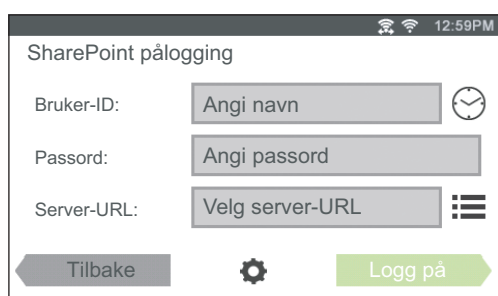 12:59PM
SharePoint pålogging
Bruker-ID: Angi navn
Passord: Angi passord
Server-URL: Velg server-URL
Tilbake Logg på